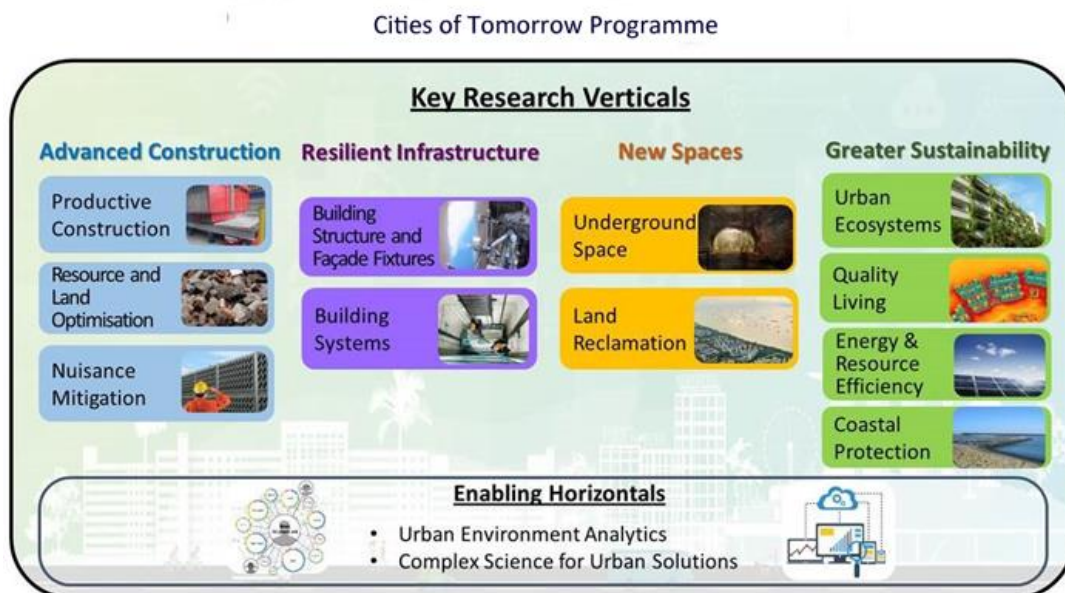 Cities of Tomorrow Programme
Key Research Verticals
Advanced Construction
Productive
Construction
Resource and
Land
Optimisation
Nuisance
Mitigation
Resilient Infrastructure
Building
Structure and
Façade Fixtures
Building
Systems
New Spaces
Underground
Space
Land
Reclamation
Greater Sustainability
Urban
Ecosystems
Quality
Living
Energy &
Resource
Efficiency
Coastal
Protection
Enabling Horizontals
• Urban Environment Analytics
• Complex Science for Urban Solutions